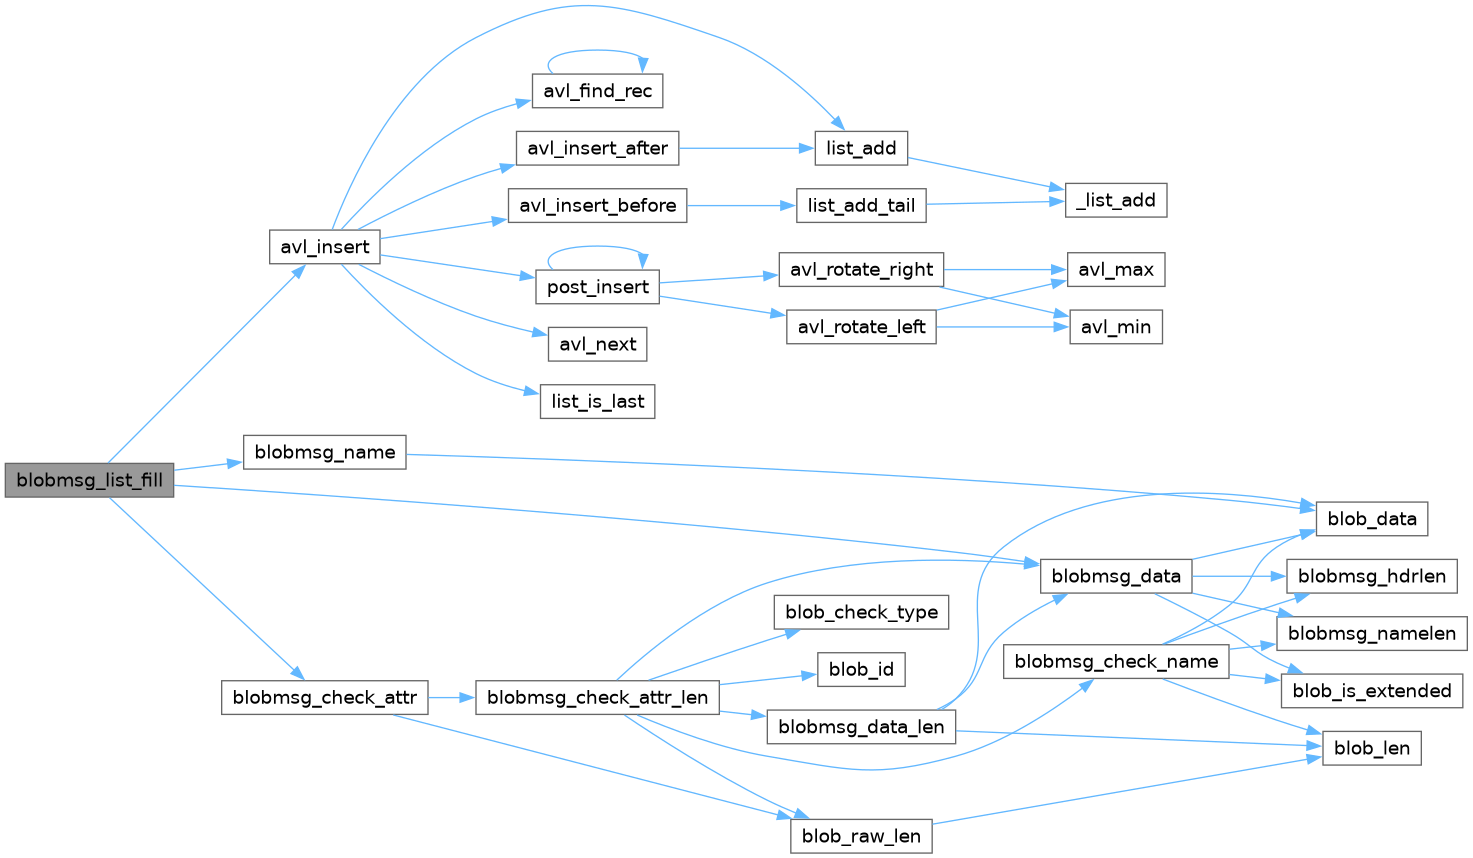 avl_find_rec
avl_insert_after
list_add
avl_insert_before
list_add_tail
_list_add
avl_insert
post_insert
avl_rotate_right
avl_max
avl_rotate_left
avl_min
avl_next
list_is_last
blobmsg_name
blobmsg_list_fill
blob_data
blobmsg_data
blobmsg_hdrlen
blob_check_type
blobmsg_namelen
blobmsg_check_name
blob_id
blob_is_extended
blobmsg_check_attr
blobmsg_check_attr_len
blobmsg_data_len
blob_len
blob_raw_len